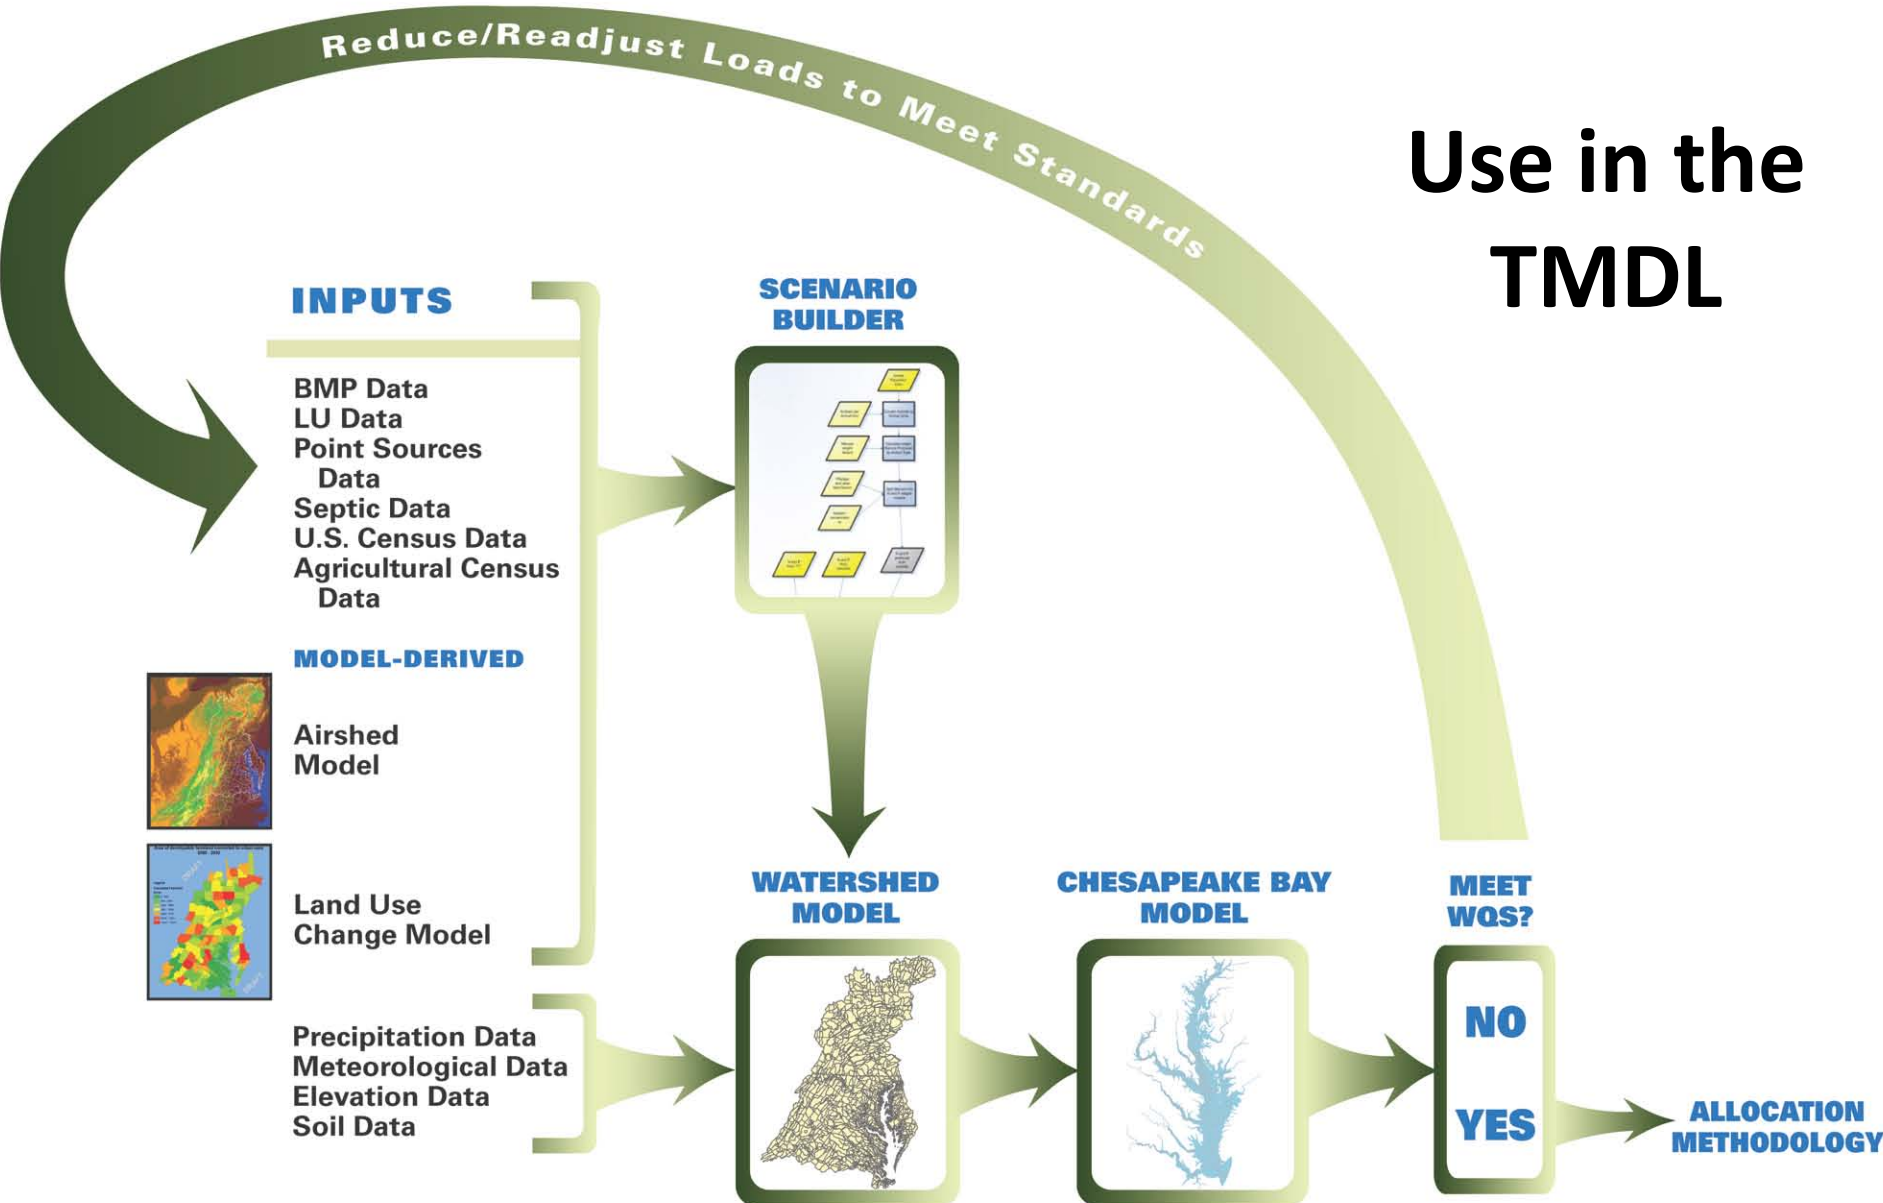 Reduce/Readjust Loads to Meet Standards
Use in the
TMDL
INPUTS
BMP Data
LU Data
Point Sources
Data
Septic Data
U.S. Census Data
Agricultural Census
Data
MODEL-DERIVED
Airshed
Model
Land Use
Change Model
Precipitation Data
Meteorological Data
Elevation Data
Soil Data
SCENARIO
BUILDER
WATERSHED
MODEL
CHESAPEAKE BAY
MODEL
MEET
WQS?
NO
YES
ALLOCATION
METHODOLOGY